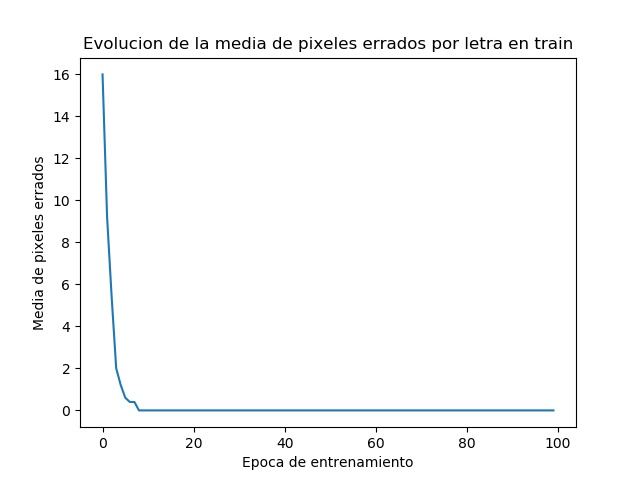 Evolucion de la media de pixeles errados por letra en train
16
14
12
10
8
6
4
2
0
Media de pixeles errados
0 20 40 60 80 100
Epoca de entrenamiento